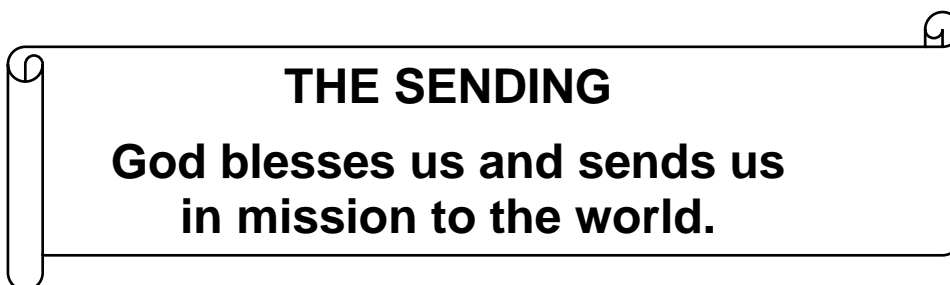 THE SENDING
God blesses us and sends us
in mission to the world.